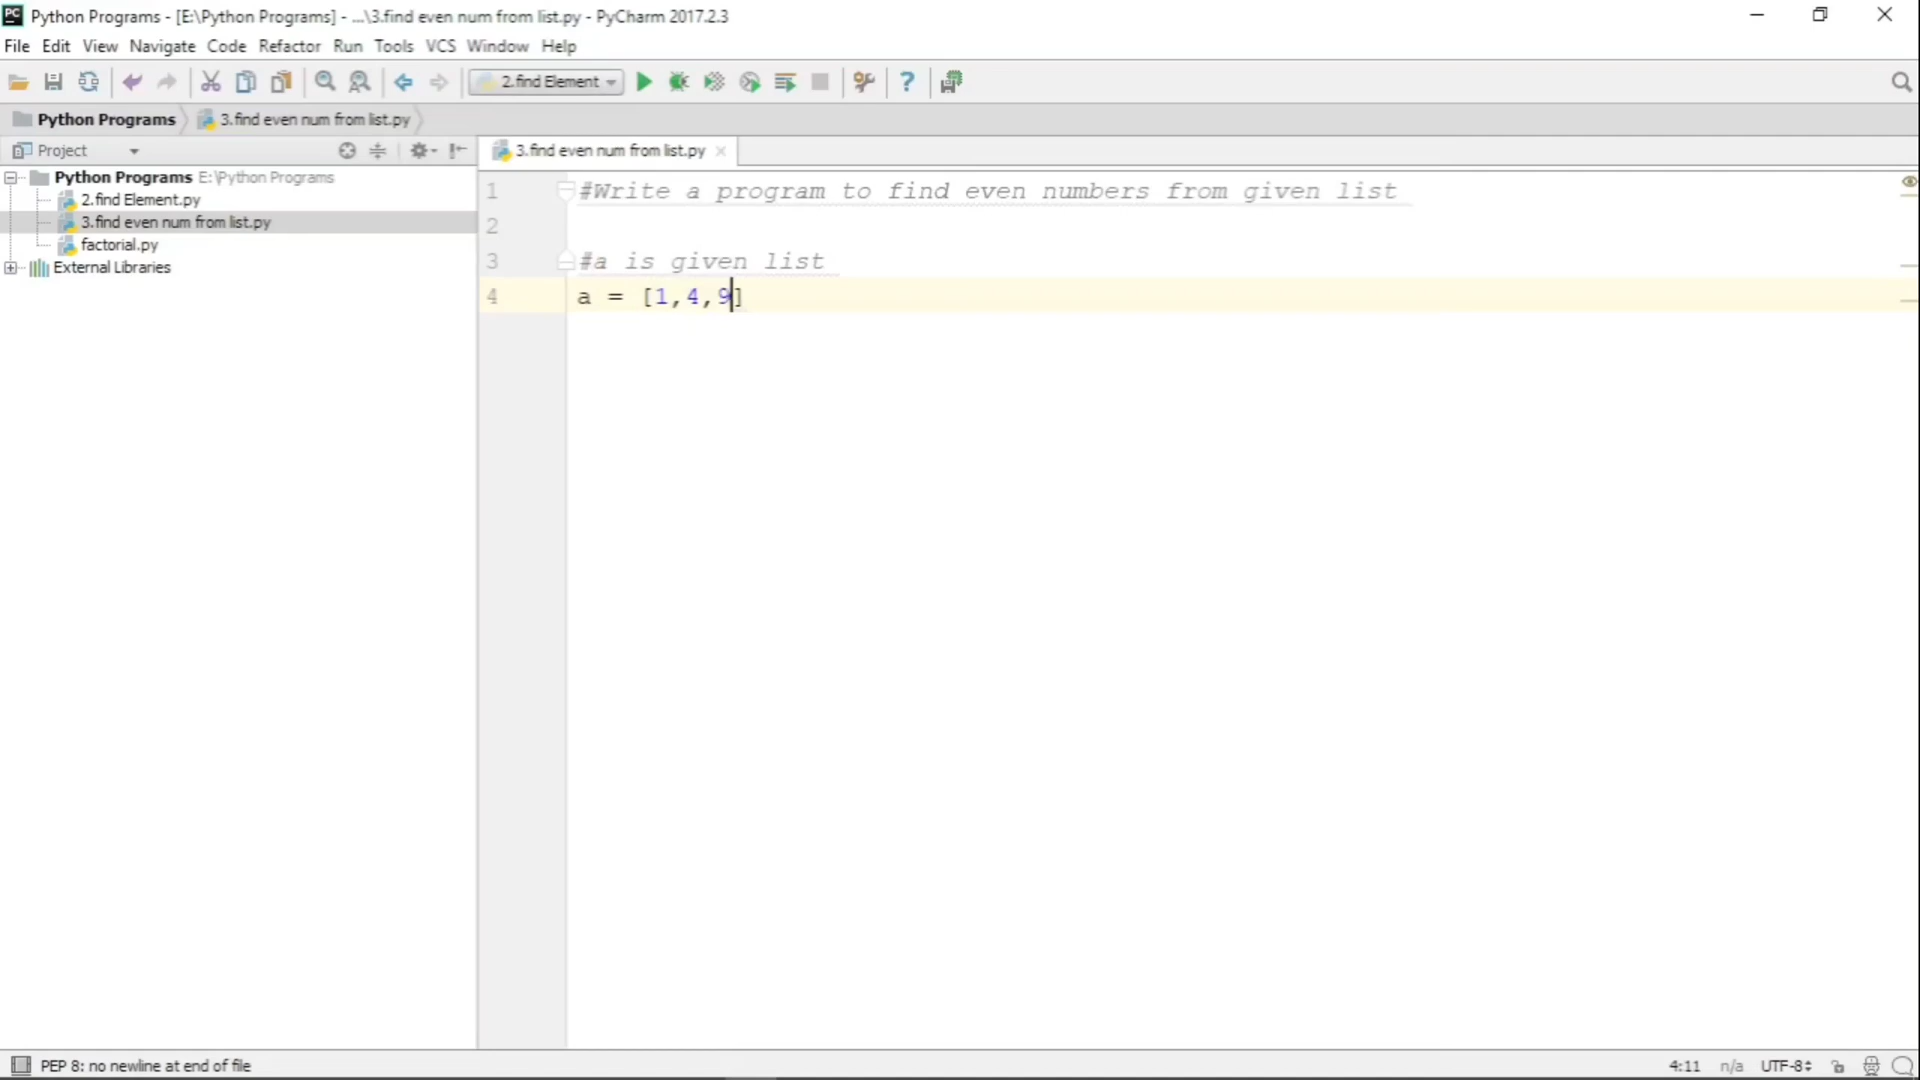 PC Python Programs - [E:\Python Programs] - ...\3.find even num from list.py - PyCharm 2017.2.3
File Edit View Navigate Code Refactor Run Tools VCS Window Help
2.find Element
Python Programs 3.find even num from list.py
Project
3.find even num from list.py
Python Programs E:\Python Programs
2.find Element.py
3.find even num from list.py
factorial.py
External Libraries
1 #Write a program to find even numbers from given list
2
3 #a is given list
4 a = [1,4,9]
PEP 8: no newline at end of file 4:11 n/a UTF-8